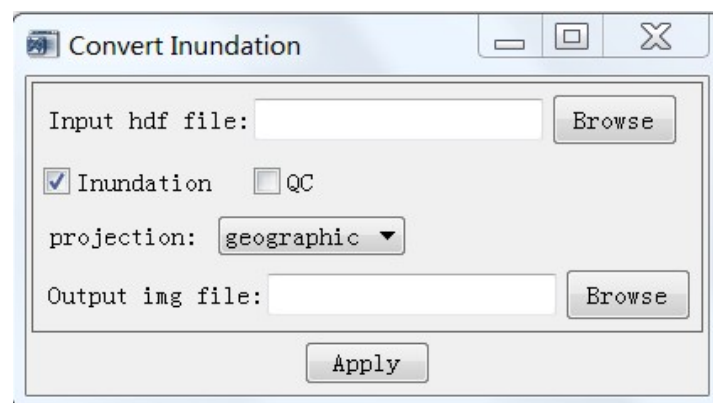 Convert Inundation
Input hdf file: Browse
Inundation QC
projection: geographic
Output img file: Browse
Apply